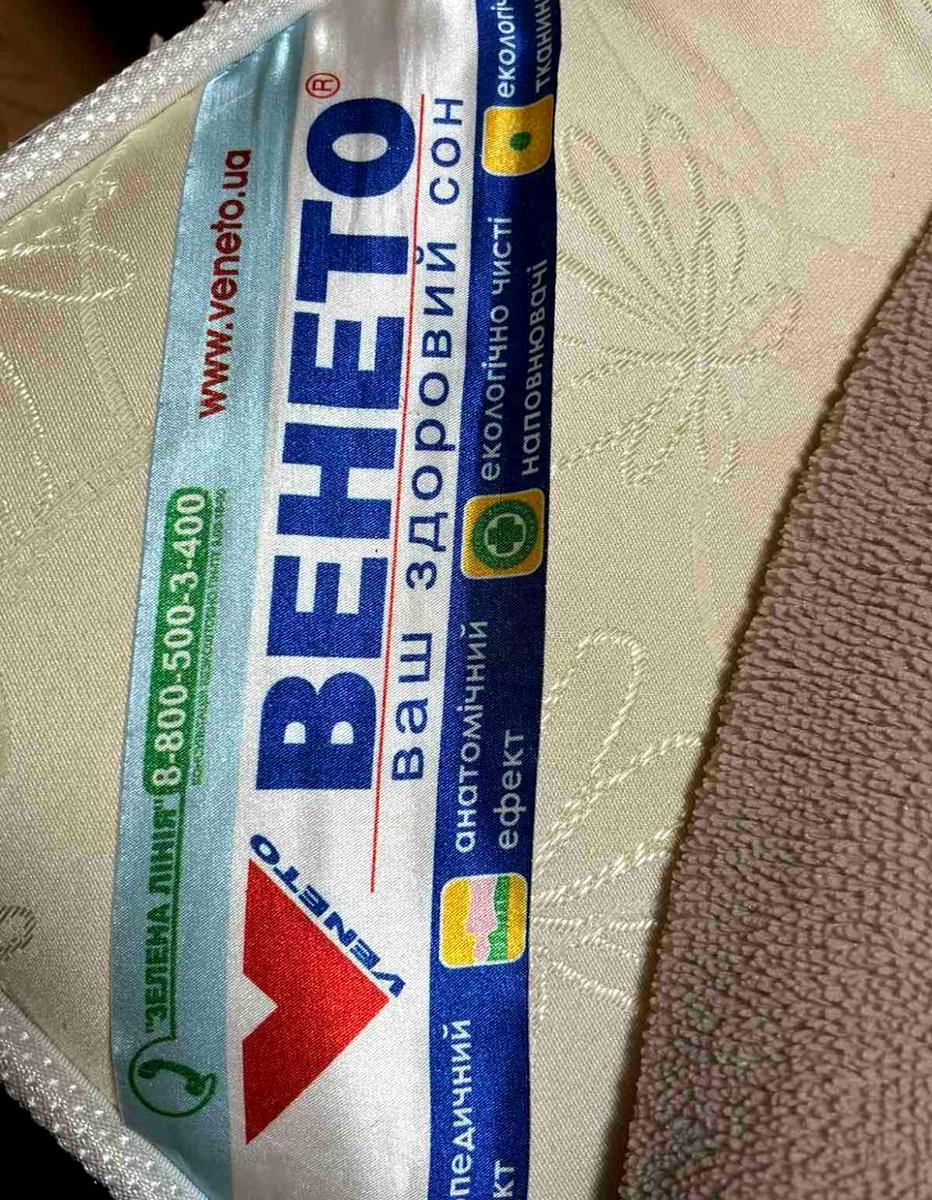 "ЗЕЛЕНА ЛІНІЯ" 8-800-500-3-400
www.veneto.ua
ВЕНЕТО®
VENETO
ваш здоровий сон
педичний
кт
анатомічний
ефект
екологічно чисті
наповнювачі
екологіч
тканин